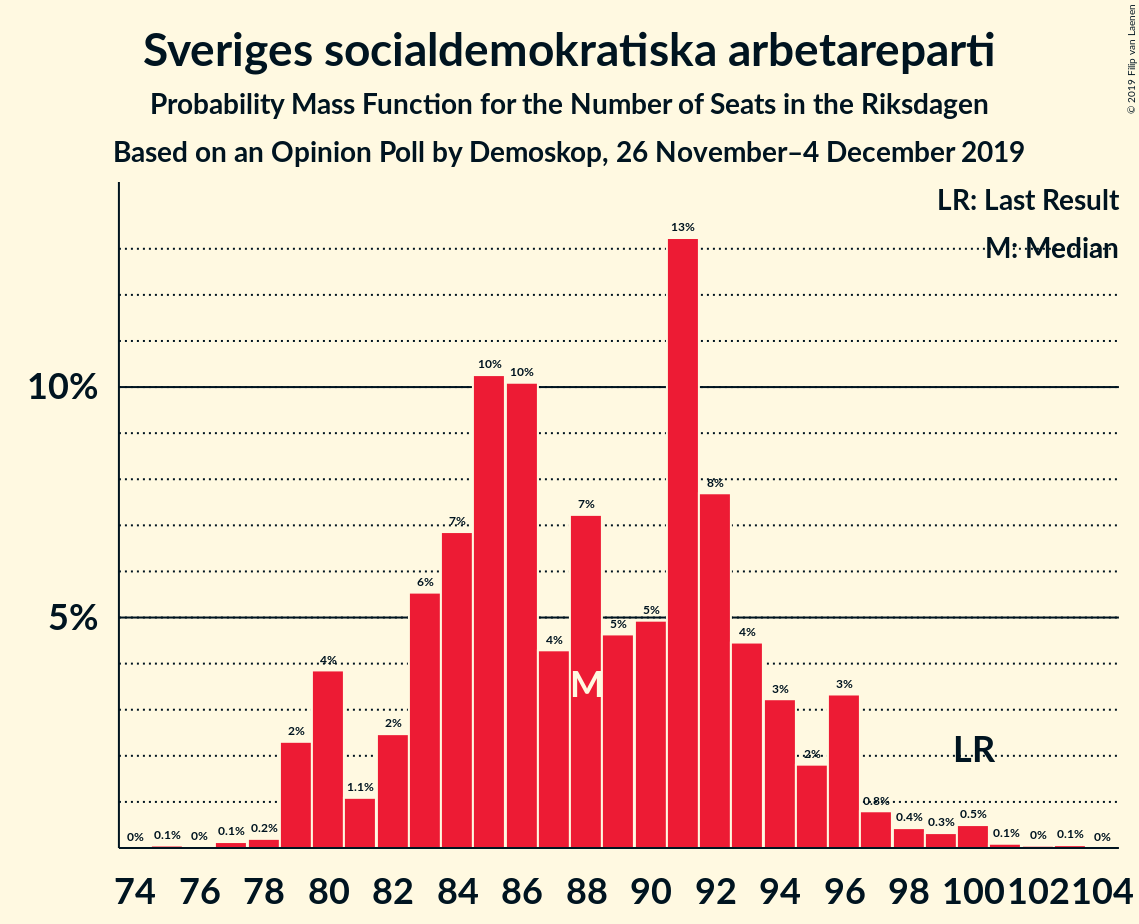 Sveriges socialdemokratiska arbetareparti
Probability Mass Function for the Number of Seats in the Riksdagen
Based on an Opinion Poll by Demoskop, 26 November–4 December 2019
© 2019 Filip van Laenen
LR: Last Result
M: Median
10%
5%
0% 0.1% 0% 0.1% 0.2% 2% 4% 1.1% 2% 6% 7% 10% 10% 4% 7% 5% 5% 13% 8% 4% 3% 2% 3% 0.8% 0.4% 0.3% 0.5% 0.1% 0% 0.1% 0%
M
LR
74 76 78 80 82 84 86 88 90 92 94 96 98 100 102 104